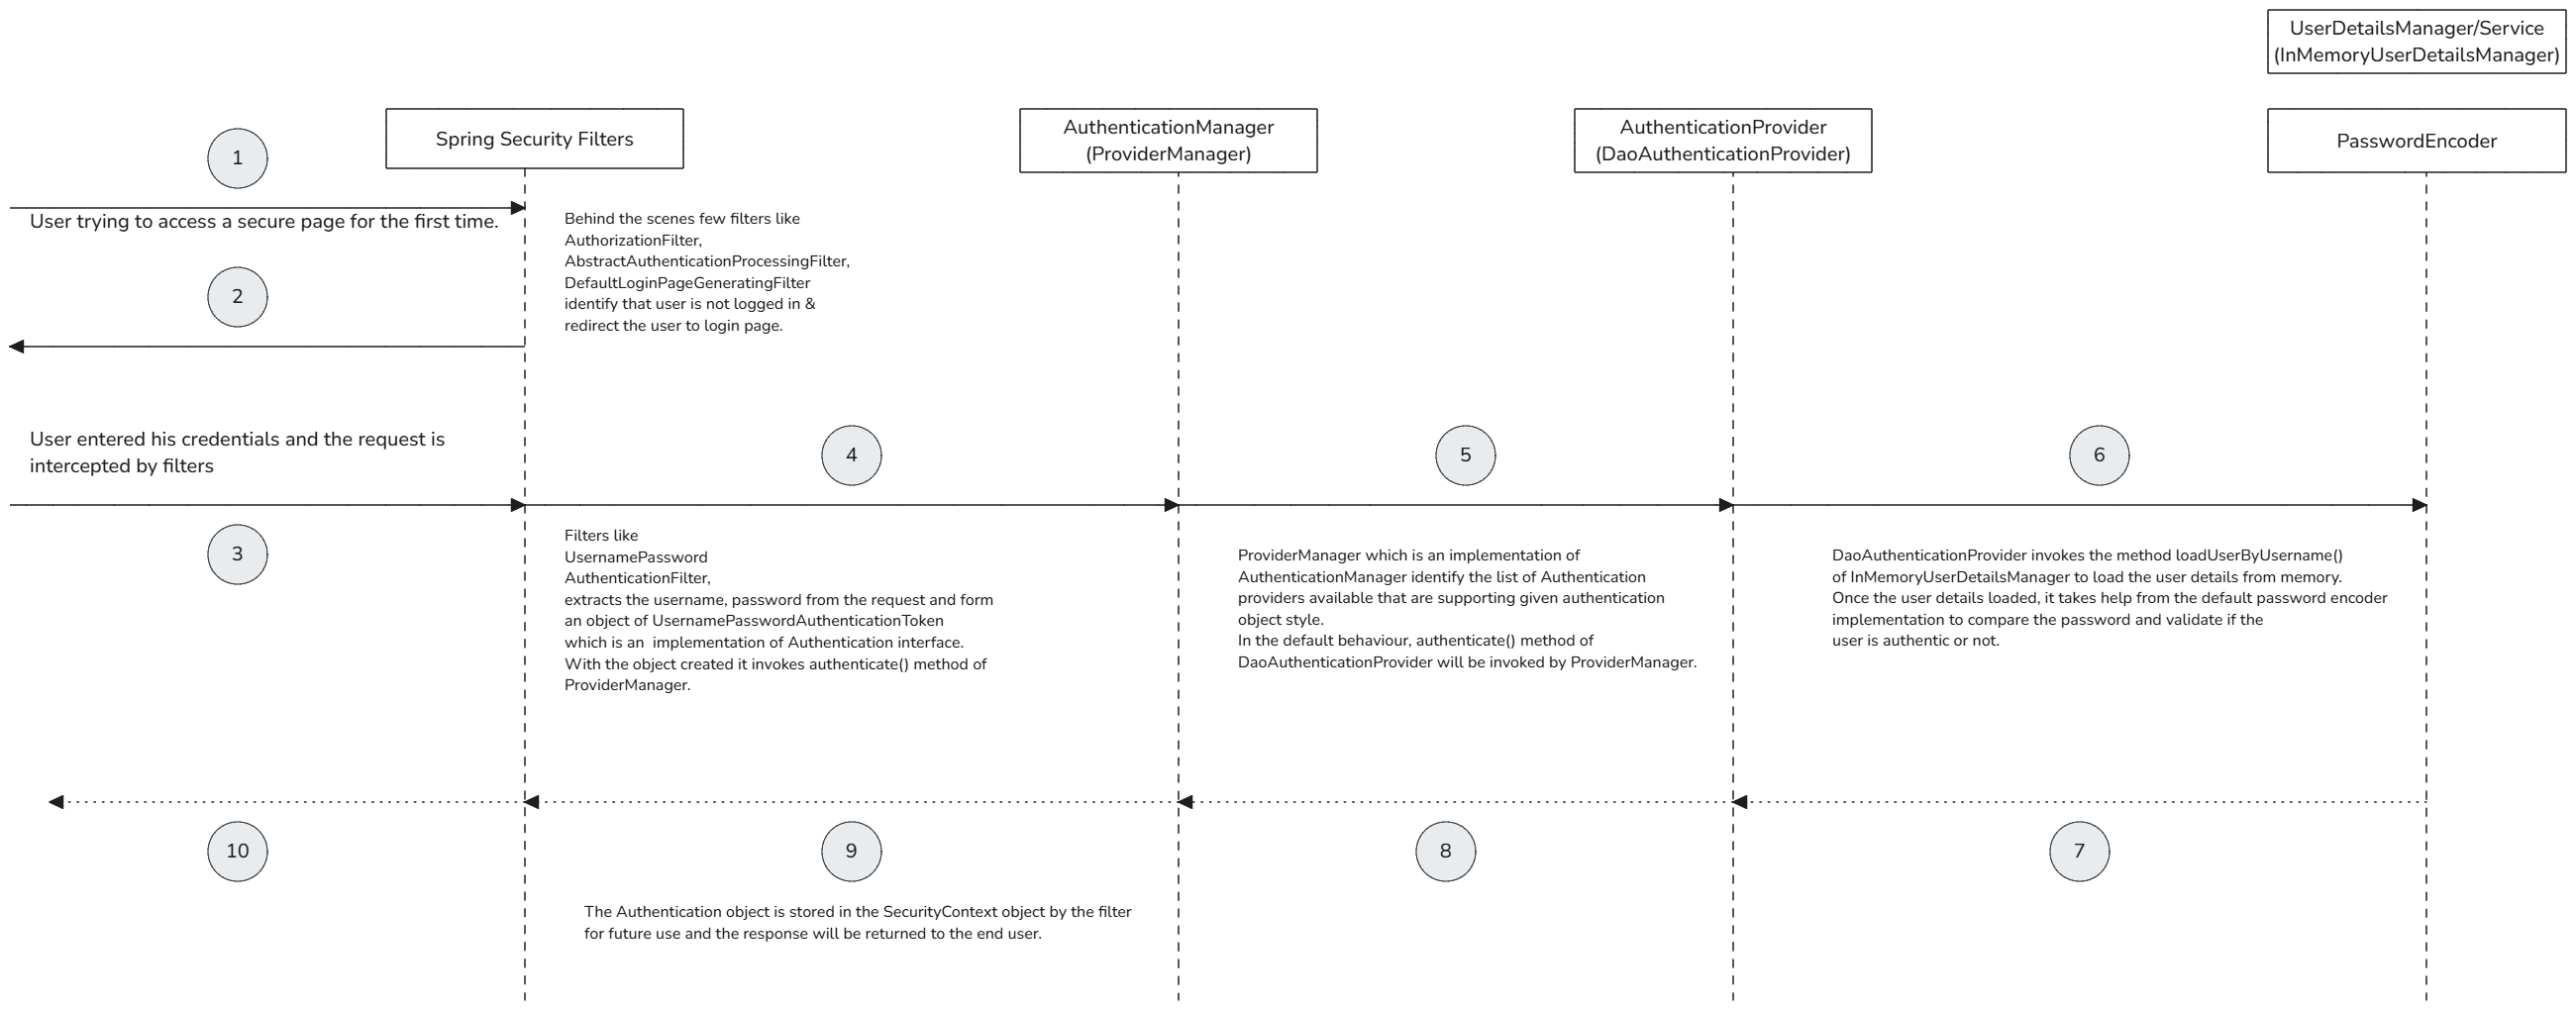 UserDetailsManager/Service
(InMemoryUserDetailsManager)
Spring Security Filters
AuthenticationManager
(ProviderManager)
AuthenticationProvider
(DaoAuthenticationProvider)
PasswordEncoder
1
User trying to access a secure page for the first time.
Behind the scenes few filters like
AuthorizationFilter,
AbstractAuthenticationProcessingFilter,
DefaultLoginPageGeneratingFilter
identify that user is not logged in &
redirect the user to login page.
2
User entered his credentials and the request is
intercepted by filters
3
4
Filters like
UsernamePassword
AuthenticationFilter,
extracts the username, password from the request and form
an object of UsernamePasswordAuthenticationToken
which is an  implementation of Authentication interface.
With the object created it invokes authenticate() method of
ProviderManager.
5
ProviderManager which is an implementation of
AuthenticationManager identify the list of Authentication
providers available that are supporting given authentication
object style.
In the default behaviour, authenticate() method of
DaoAuthenticationProvider will be invoked by ProviderManager.
6
DaoAuthenticationProvider invokes the method loadUserByUsername()
of InMemoryUserDetailsManager to load the user details from memory.
Once the user details loaded, it takes help from the default password encoder
implementation to compare the password and validate if the
user is authentic or not.
10
9
8
7
The Authentication object is stored in the SecurityContext object by the filter
for future use and the response will be returned to the end user.